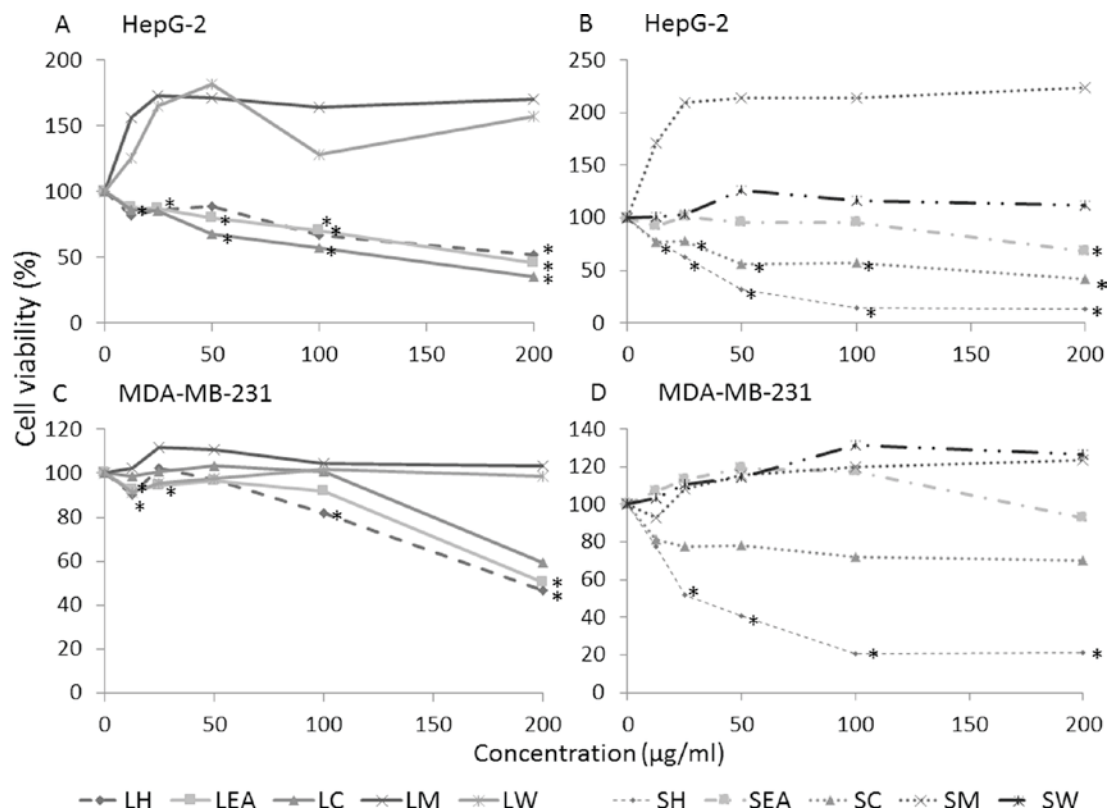 A HepG-2
B HepG-2
200
150
100
50
0
0 50 100 150 200
250
200
150
100
50
0
0 50 100 150 200
Cell viability (%)
C MDA-MB-231
D MDA-MB-231
120
100
80
60
40
20
0
0 50 100 150 200
140
120
100
80
60
40
20
0
0 50 100 150 200
* * * * * * * * * * *
* * * * * * * * *
* * * * * *
* * * *
Concentration (µg/ml)
LH LEA LC LM LW SH SEA SC SM SW